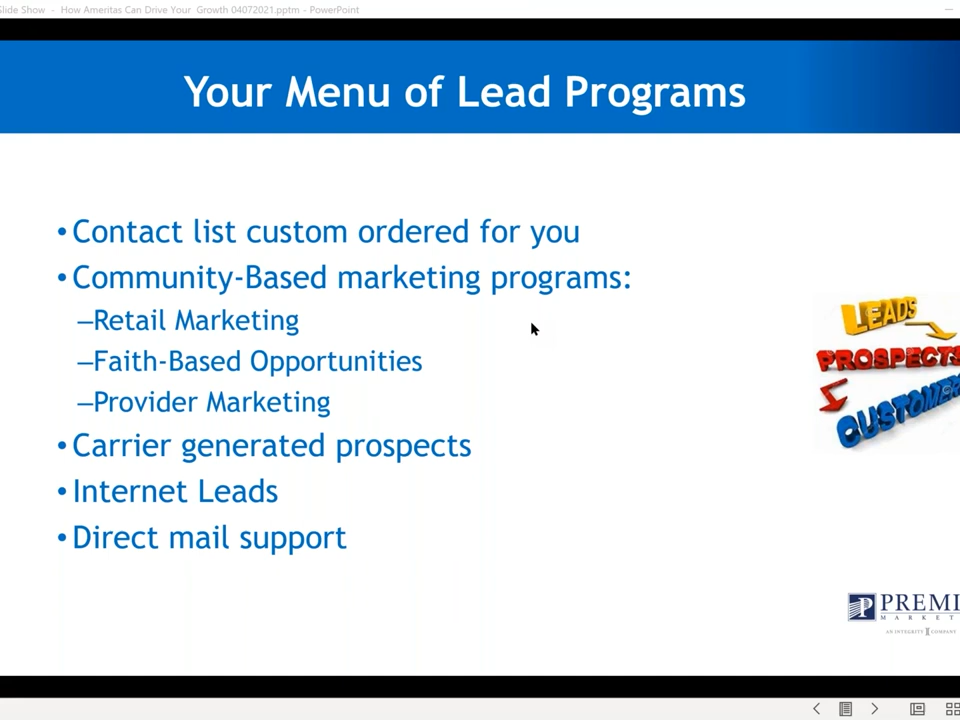 Slide Show - How Ameritas Can Drive Your Growth 04072021.pptm - PowerPoint
Your Menu of Lead Programs
•Contact list custom ordered for you
•Community-Based marketing programs:
–Retail Marketing
–Faith-Based Opportunities
–Provider Marketing
•Carrier generated prospects
•Internet Leads
•Direct mail support
LEADS
PROSPECTS
CUSTOMER
PREMI
MARKET
AN INTEGRITY COMPANY